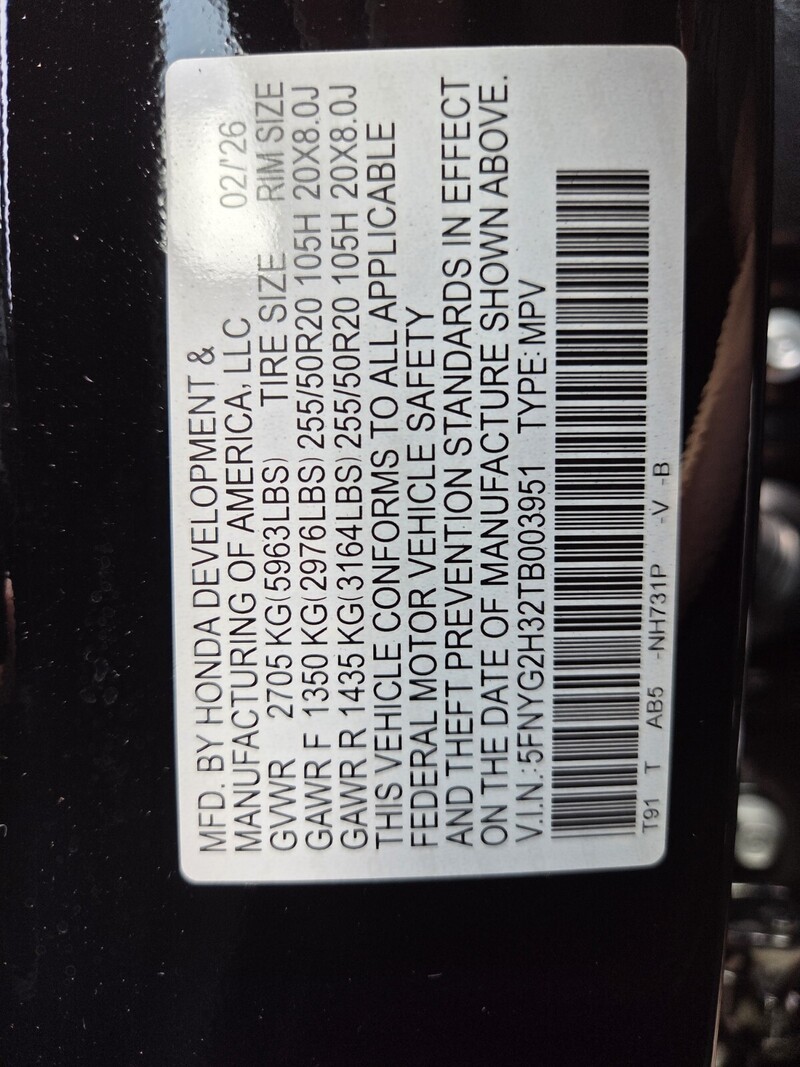 MFD. BY HONDA DEVELOPMENT &
MANUFACTURING OF AMERICA, LLC 02/'26
GVWR 2705 KG(5963LBS) TIRE SIZE RIM SIZE
GAWR F 1350 KG(2976LBS) 255/50R20 105H 20X8.0J
GAWR R 1435 KG(3164LBS) 255/50R20 105H 20X8.0J
THIS VEHICLE CONFORMS TO ALL APPLICABLE
FEDERAL MOTOR VEHICLE SAFETY
AND THEFT PREVENTION STANDARDS IN EFFECT
ON THE DATE OF MANUFACTURE SHOWN ABOVE.
V.I.N.:5FNYG2H32TB003951 TYPE:MPV
T91 T AB5 -NH731P -V -B